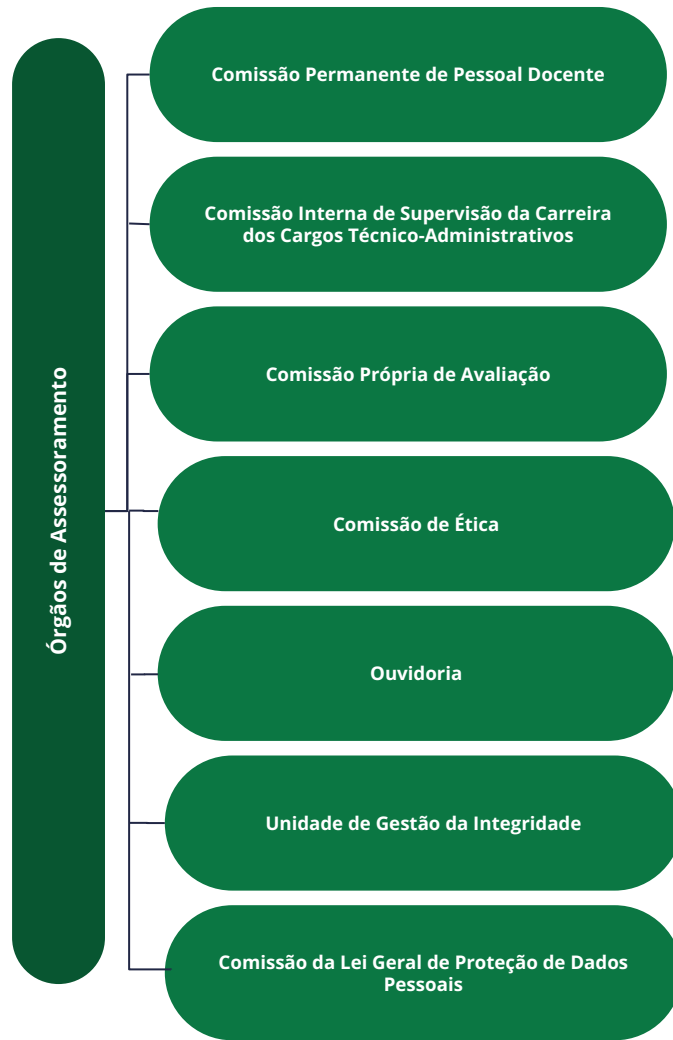 Órgãos de Assessoramento
Comissão Permanente de Pessoal Docente
Comissão Interna de Supervisão da Carreira
dos Cargos Técnico-Administrativos
Comissão Própria de Avaliação
Comissão de Ética
Ouvidoria
Unidade de Gestão da Integridade
Comissão da Lei Geral de Proteção de Dados
Pessoais